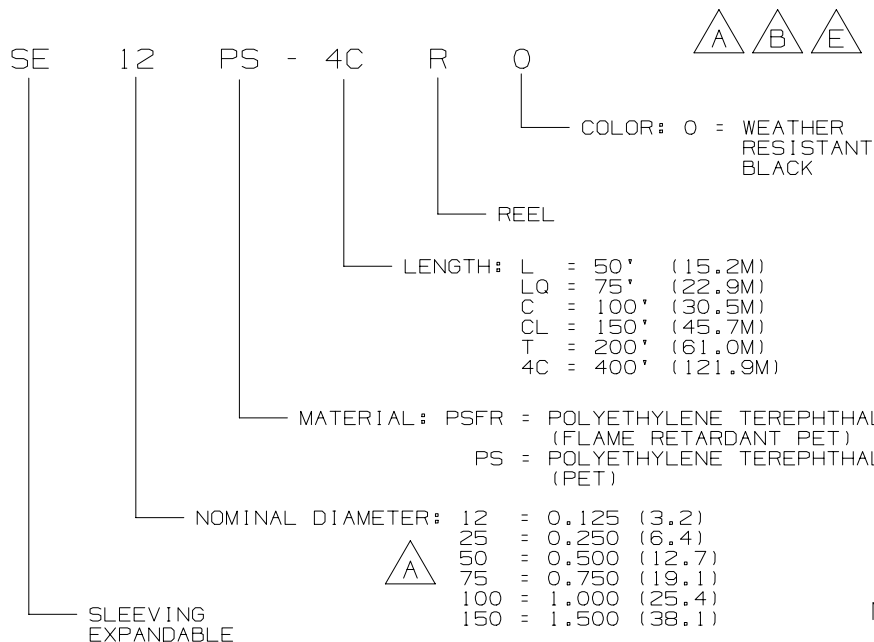 A B E
SE 12 PS - 4C R 0
COLOR: 0 = WEATHER
RESISTANT
BLACK
REEL
LENGTH: L = 50' (15.2M)
LQ = 75' (22.9M)
C = 100' (30.5M)
CL = 150' (45.7M)
T = 200' (61.0M)
4C = 400' (121.9M)
MATERIAL: PSFR = POLYETHYLENE TEREPHTHAL
(FLAME RETARDANT PET)
PS = POLYETHYLENE TEREPHTHAL
(PET)
NOMINAL DIAMETER: 12 = 0.125 (3.2)
25 = 0.250 (6.4)
50 = 0.500 (12.7)
A
75 = 0.750 (19.1)
100 = 1.000 (25.4)
150 = 1.500 (38.1)
SLEEVING
EXPANDABLE